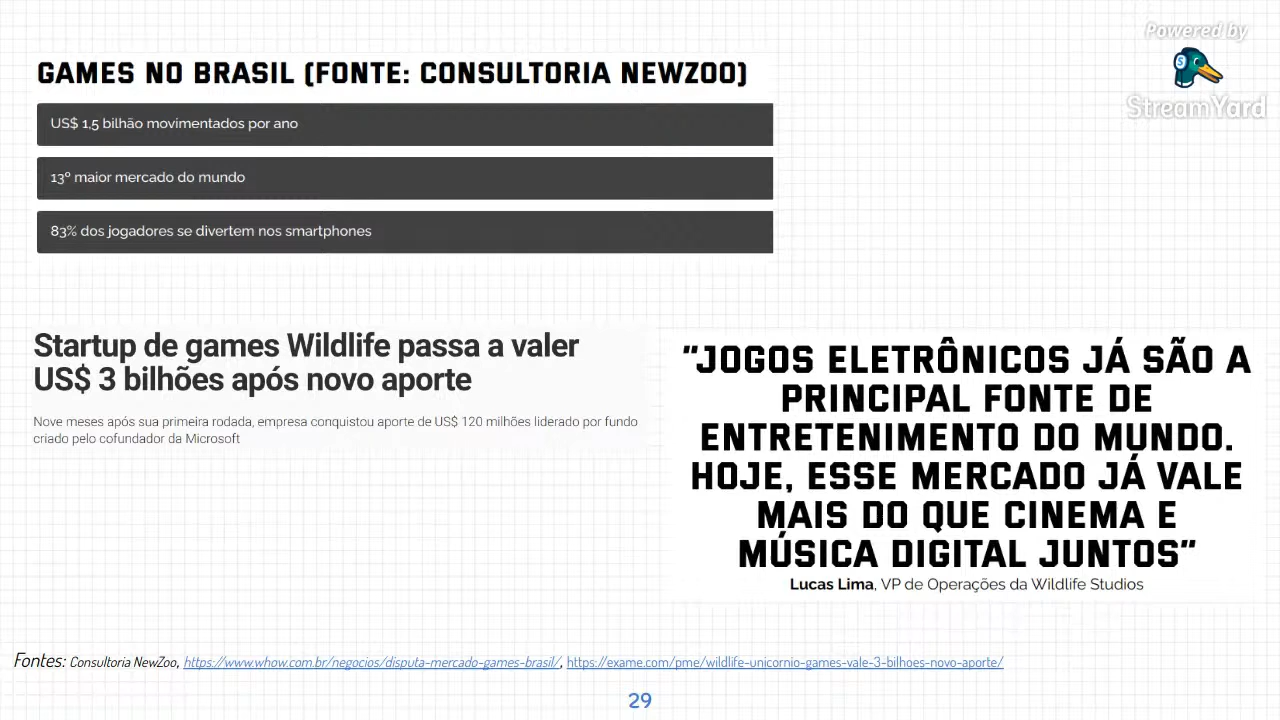 Powered by
StreamYard
GAMES NO BRASIL (FONTE: CONSULTORIA NEWZOO)
US$ 1,5 bilhão movimentados por ano
13º maior mercado do mundo
83% dos jogadores se divertem nos smartphones
Startup de games Wildlife passa a valer
US$ 3 bilhões após novo aporte
Nove meses após sua primeira rodada, empresa conquistou aporte de US$ 120 milhões liderado por fundo
criado pelo cofundador da Microsoft
"JOGOS ELETRÔNICOS JÁ SÃO A
PRINCIPAL FONTE DE
ENTRETENIMENTO DO MUNDO.
HOJE, ESSE MERCADO JÁ VALE
MAIS DO QUE CINEMA E
MÚSICA DIGITAL JUNTOS"
Lucas Lima, VP de Operações da Wildlife Studios
Fontes: Consultoria NewZoo, https://www.whow.com.br/negocios/disputa-mercado-games-brasil/, https://exame.com/pme/wildlife-unicornio-games-vale-3-bilhoes-novo-aporte/
29